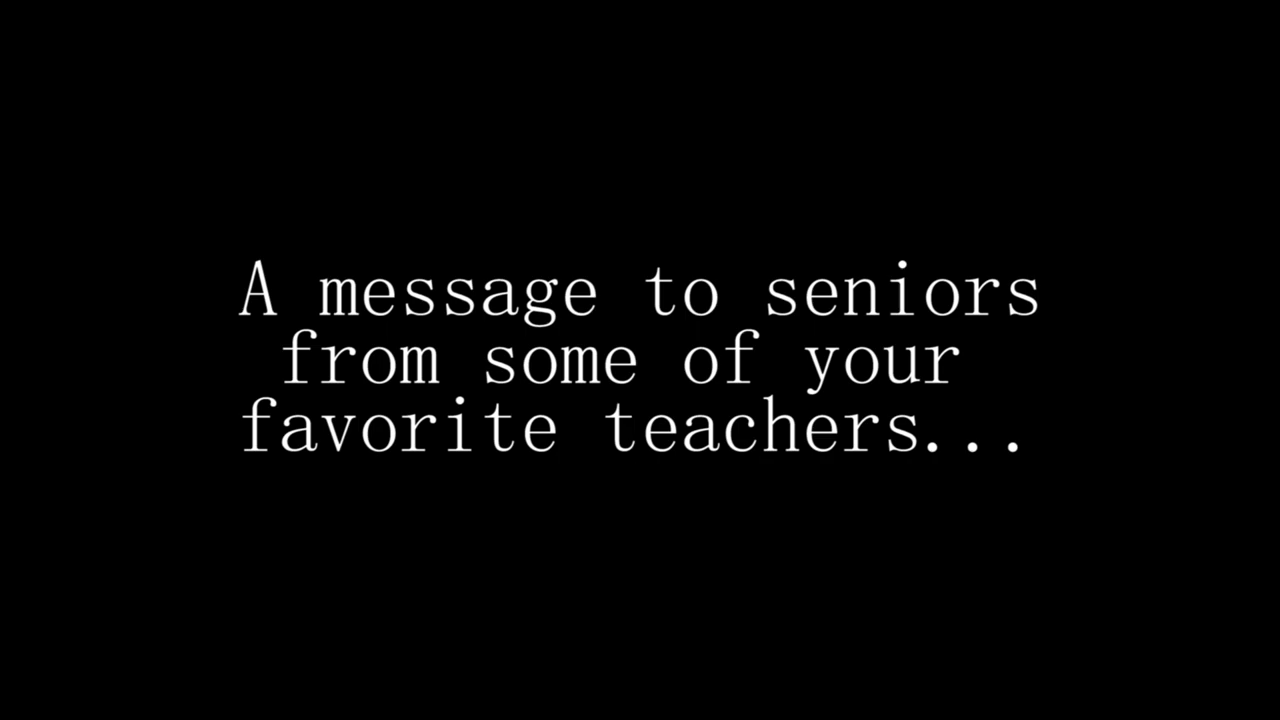 A message to seniors
from some of your
favorite teachers...